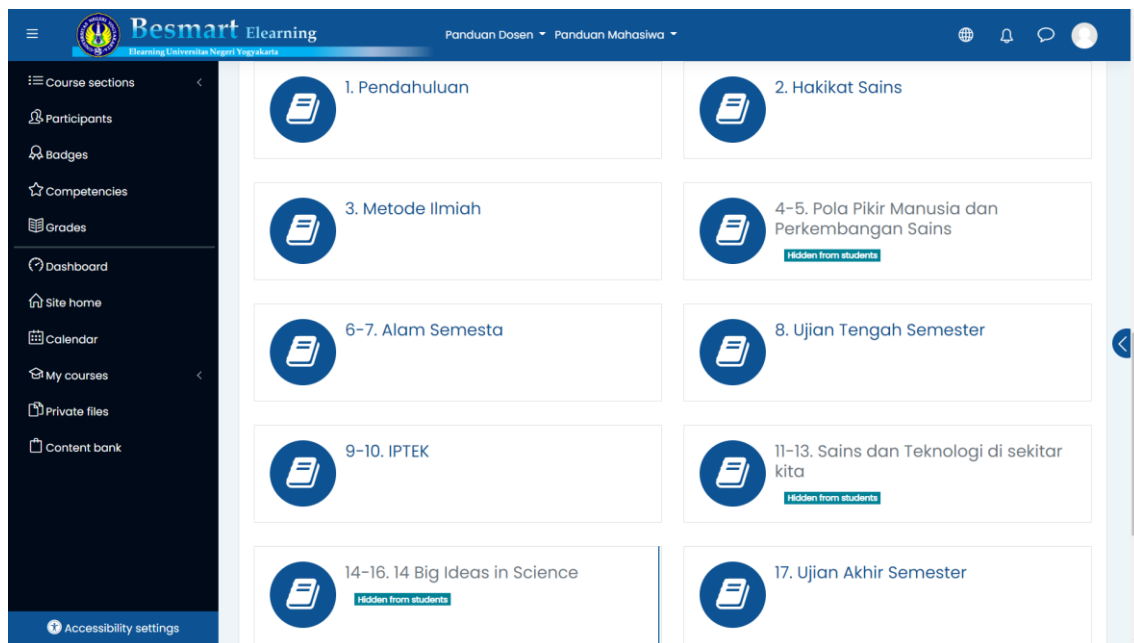 Besmart Elearning
Elearning Universitas Negeri Yogyakarta
Panduan Dosen
Panduan Mahasiwa
Course sections
Participants
Badges
Competencies
Grades
Dashboard
Site home
Calendar
My courses
Private files
Content bank
Accessibility settings
1. Pendahuluan
2. Hakikat Sains
3. Metode Ilmiah
4-5. Pola Pikir Manusia dan
Perkembangan Sains
Hidden from students
6-7. Alam Semesta
8. Ujian Tengah Semester
9-10. IPTEK
11-13. Sains dan Teknologi di sekitar
kita
Hidden from students
14-16. 14 Big Ideas in Science
Hidden from students
17. Ujian Akhir Semester